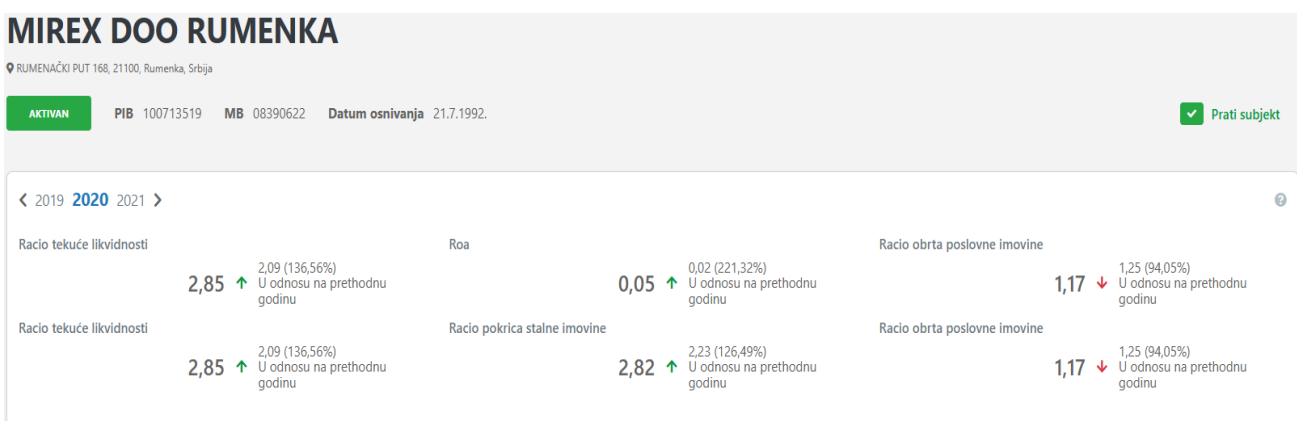 MIREX DOO RUMENKA
RUMENAČKI PUT 168, 21100, Rumenka, Srbija
AKTIVAN PIB 100713519 MB 08390622 Datum osnivanja 21.7.1992. Prati subjekt
2019 2020 2021
Racio tekuće likvidnosti
2,85
2,09 (136,56%)
U odnosu na prethodnu
godinu
Roa
0,05
0,02 (221,32%)
U odnosu na prethodnu
godinu
Racio obrta poslovne imovine
1,17
1,25 (94,05%)
U odnosu na prethodnu
godinu
Racio tekuće likvidnosti
2,85
2,09 (136,56%)
U odnosu na prethodnu
godinu
Racio pokrica stalne imovine
2,82
2,23 (126,49%)
U odnosu na prethodnu
godinu
Racio obrta poslovne imovine
1,17
1,25 (94,05%)
U odnosu na prethodnu
godinu